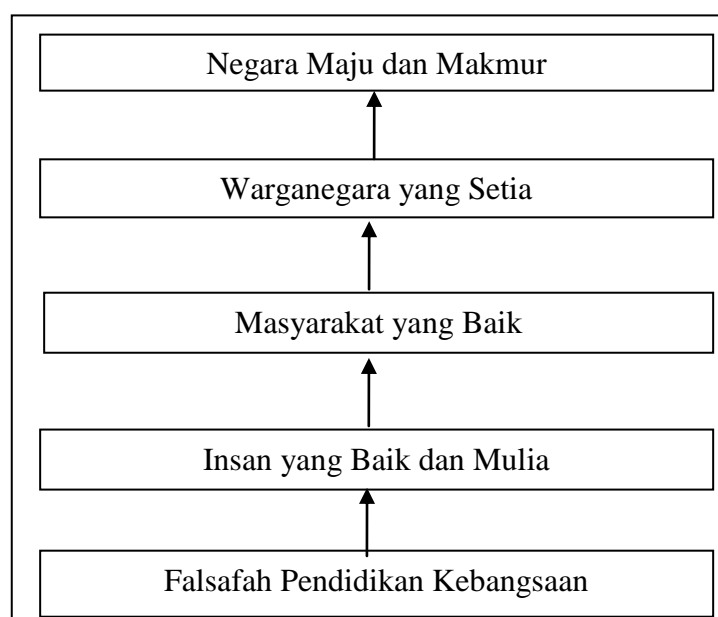 Negara Maju dan Makmur
Warganegara yang Setia
Masyarakat yang Baik
Insan yang Baik dan Mulia
Falsafah Pendidikan Kebangsaan